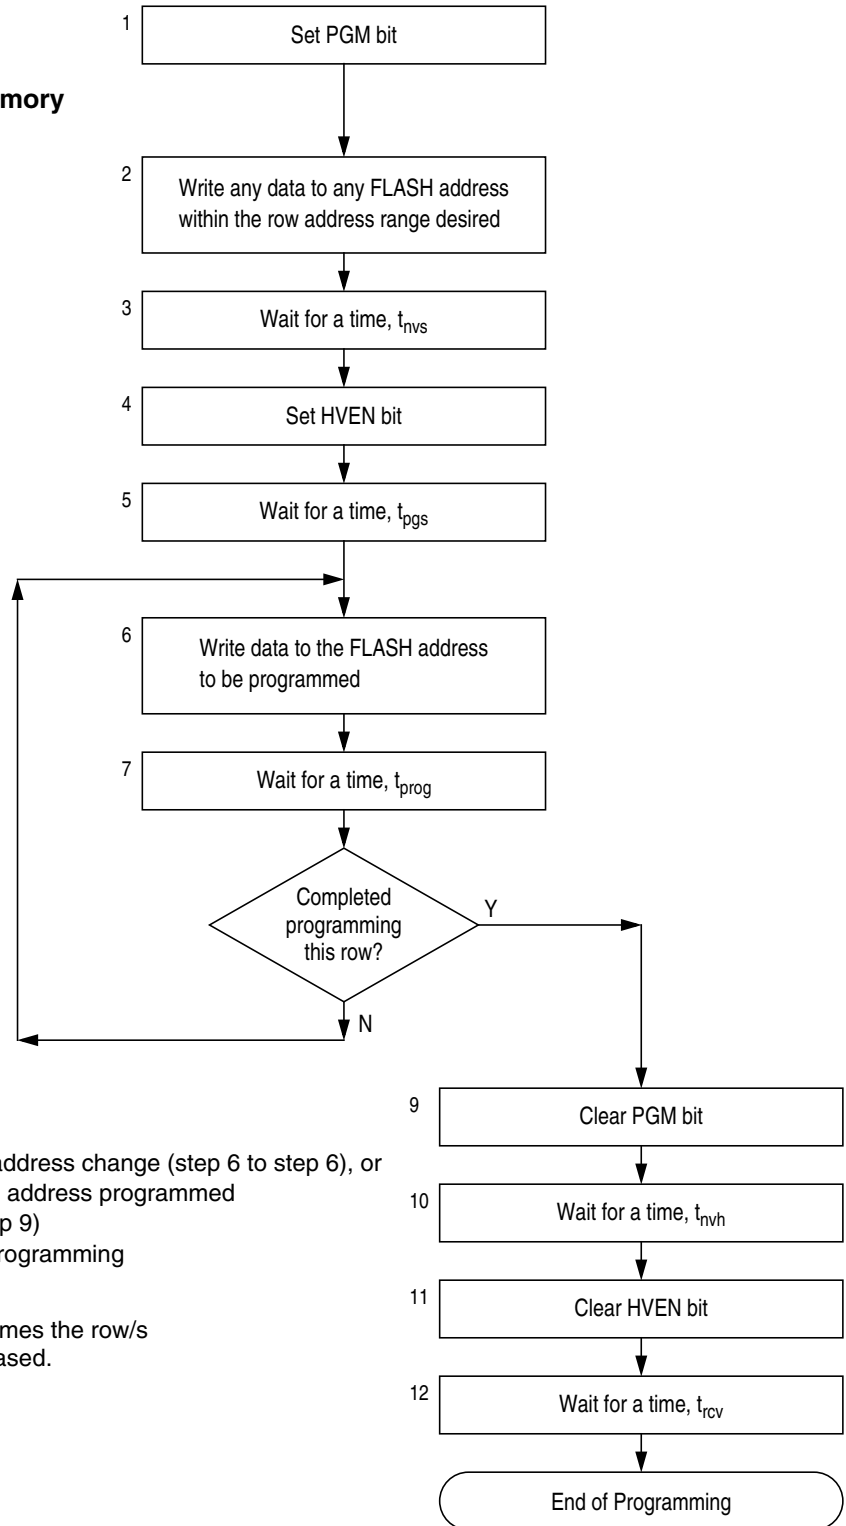 1
Set PGM bit
mory
2
Write any data to any FLASH address
within the row address range desired
3
Wait for a time, tnvs
4
Set HVEN bit
5
Wait for a time, tpgs
6
Write data to the FLASH address
to be programmed
7
Wait for a time, tprog
Completed
programming
this row?
Y
N
9
Clear PGM bit
address change (step 6 to step 6), or
address programmed
p 9)
rogramming
10
Wait for a time, tnvh
11
Clear HVEN bit
mes the row/s
ased.
12
Wait for a time, trcv
End of Programming